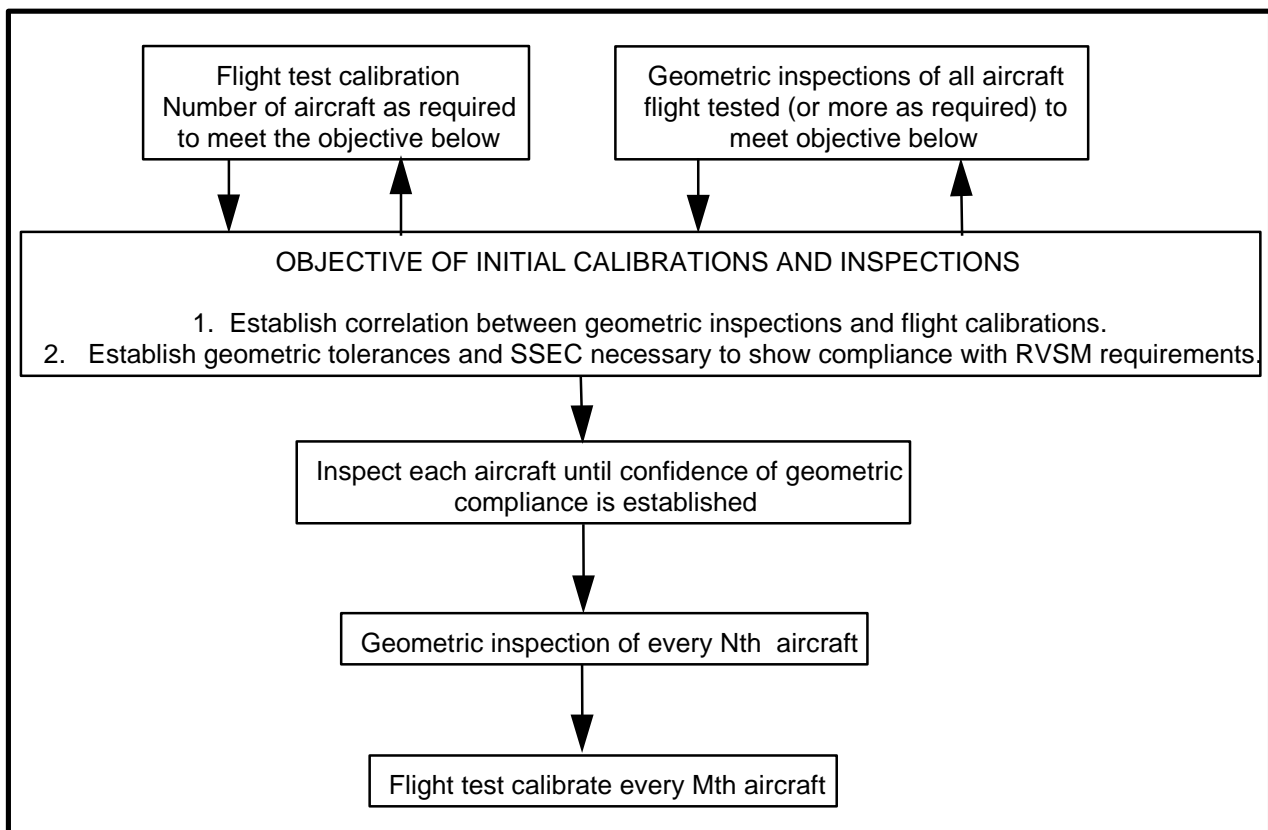 Flight test calibration
Number of aircraft as required
to meet the objective below
Geometric inspections of all aircraft
flight tested (or more as required) to
meet objective below
OBJECTIVE OF INITIAL CALIBRATIONS AND INSPECTIONS
1. Establish correlation between geometric inspections and flight calibrations.
2. Establish geometric tolerances and SSEC necessary to show compliance with RVSM requirements.
Inspect each aircraft until confidence of geometric
compliance is established
Geometric inspection of every Nth aircraft
Flight test calibrate every Mth aircraft